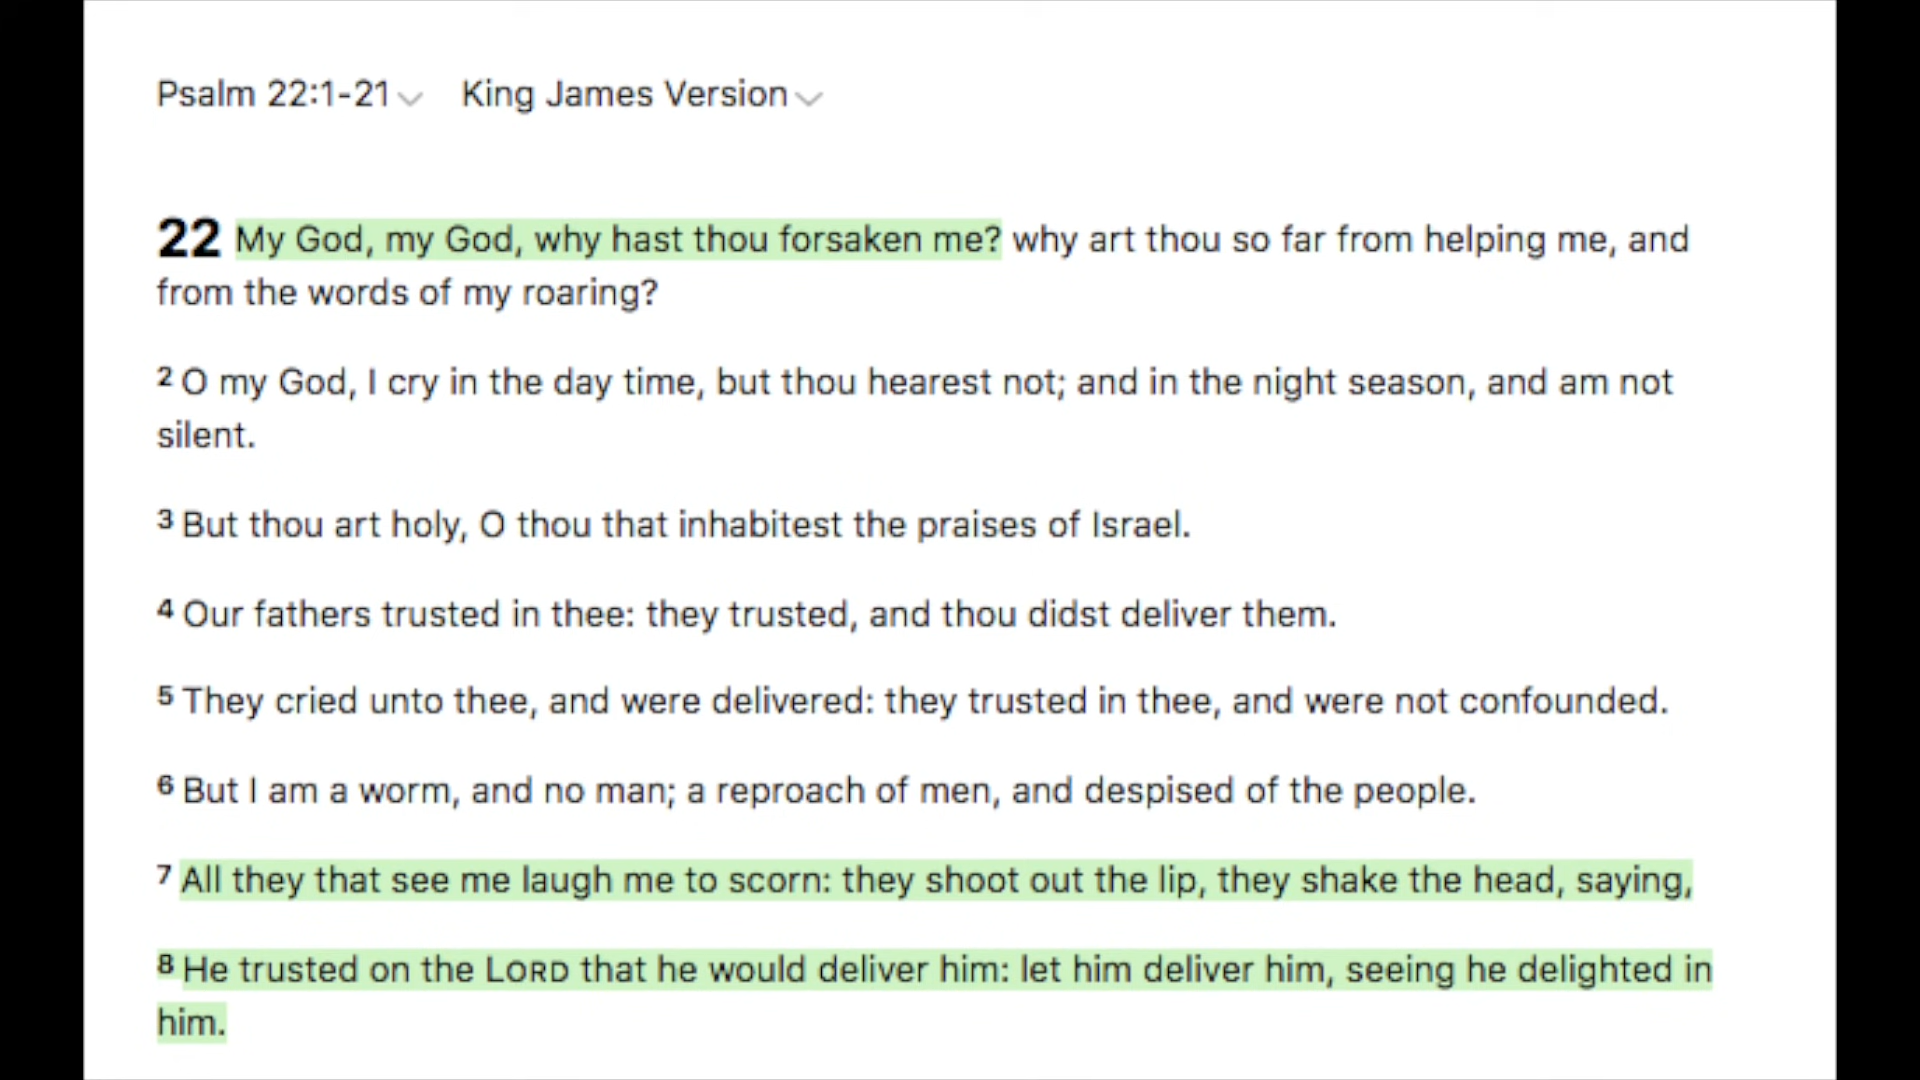 Psalm 22:1-21 King James Version
22 My God, my God, why hast thou forsaken me? why art thou so far from helping me, and
from the words of my roaring?
2 O my God, I cry in the day time, but thou hearest not; and in the night season, and am not
silent.
3 But thou art holy, O thou that inhabitest the praises of Israel.
4 Our fathers trusted in thee: they trusted, and thou didst deliver them.
5 They cried unto thee, and were delivered: they trusted in thee, and were not confounded.
6 But I am a worm, and no man; a reproach of men, and despised of the people.
7 All they that see me laugh me to scorn: they shoot out the lip, they shake the head, saying,
8 He trusted on the LORD that he would deliver him: let him deliver him, seeing he delighted in
him.